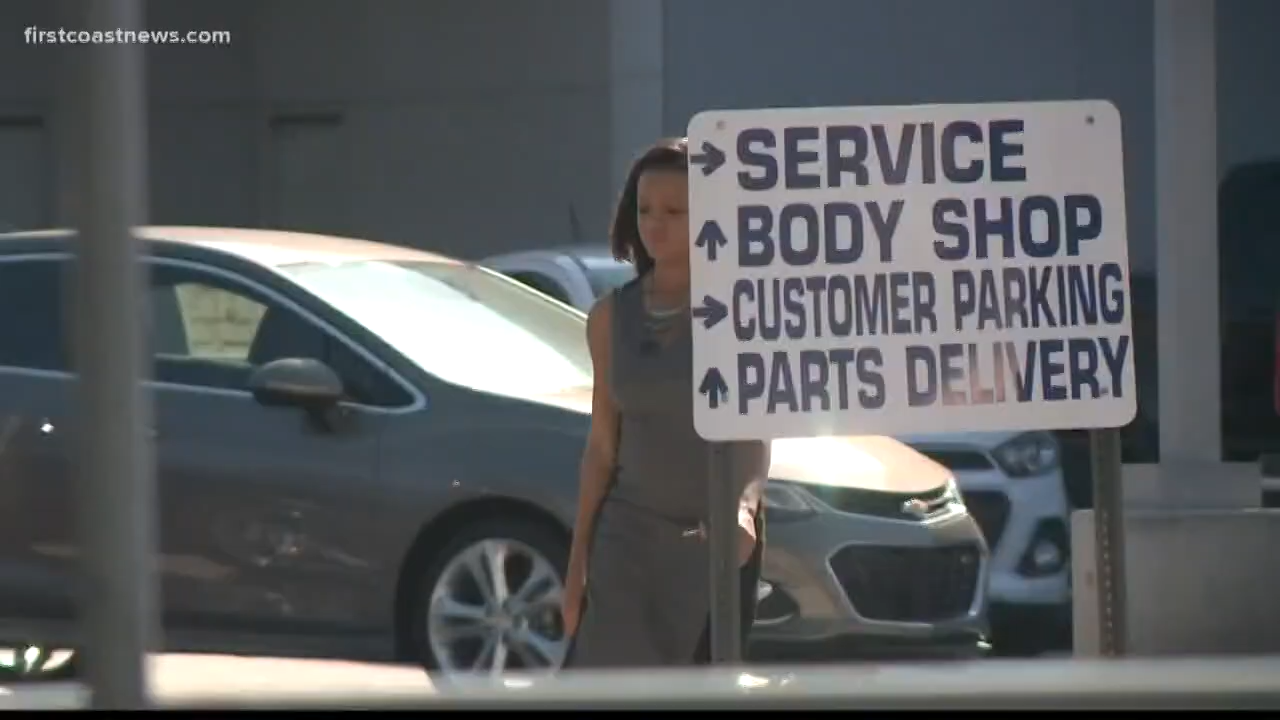 firstcoastnews.com
→ SERVICE
↑ BODY SHOP
→ CUSTOMER PARKING
↑ PARTS DELIVERY